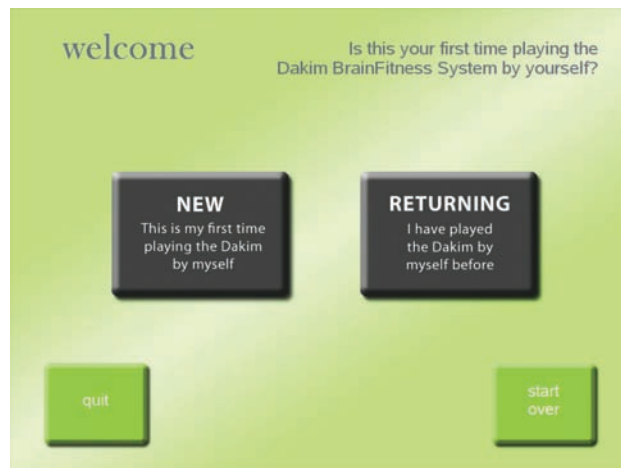 welcome
Is this your first time playing the
Dakim BrainFitness System by yourself?
NEW
This is my first time
playing the Dakim
by myself
RETURNING
I have played
the Dakim by
myself before
quit
start
over